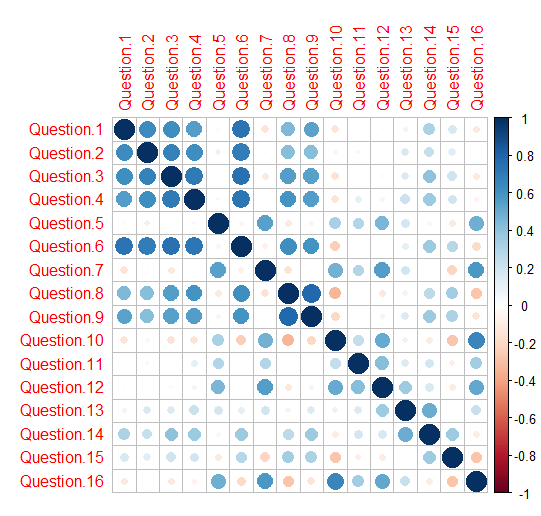 Question.1
Question.2
Question.3
Question.4
Question.5
Question.6
Question.7
Question.8
Question.9
Question.10
Question.11
Question.12
Question.13
Question.14
Question.15
Question.16
Question.1
Question.2
Question.3
Question.4
Question.5
Question.6
Question.7
Question.8
Question.9
Question.10
Question.11
Question.12
Question.13
Question.14
Question.15
Question.16
1
0.8
0.6
0.4
0.2
0
-0.2
-0.4
-0.6
-0.8
-1